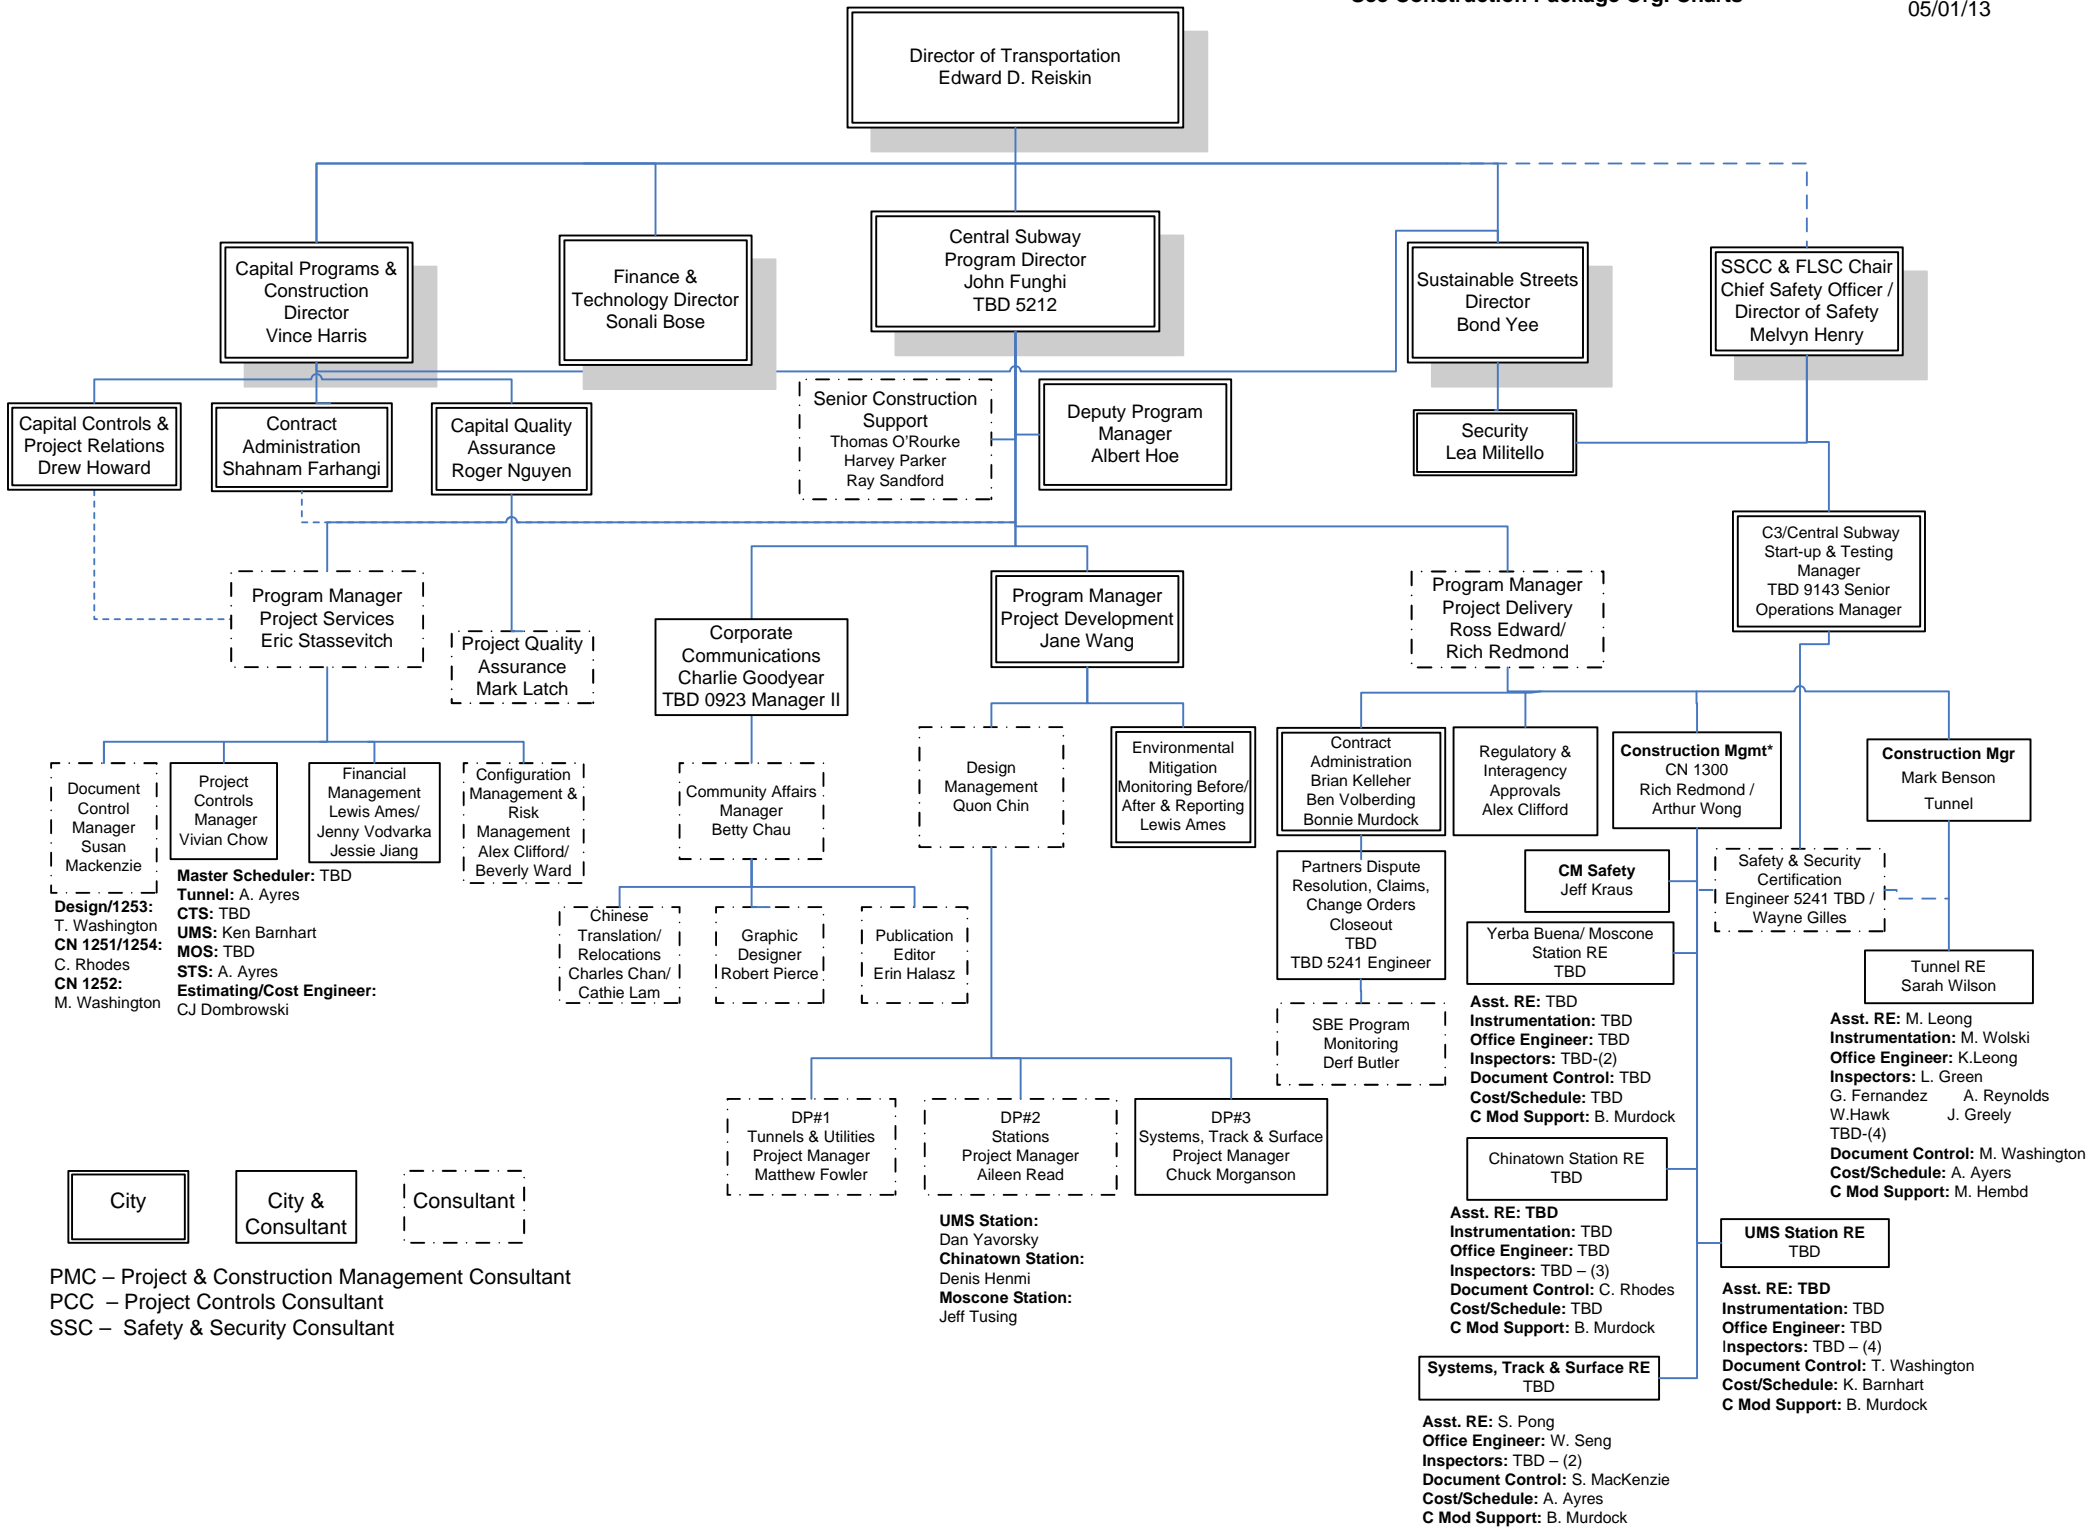 See Construction Package Org. Charts
05/01/13
Director of Transportation
Edward D. Reiskin
Capital Programs &
Construction
Director
Vince Harris
Finance &
Technology Director
Sonali Bose
Central Subway
Program Director
John Funghi
TBD 5212
Sustainable Streets
Director
Bond Yee
SSCC & FLSC Chair
Chief Safety Officer /
Director of Safety
Melvyn Henry
Capital Controls &
Project Relations
Drew Howard
Contract
Administration
Shahnam Farhangi
Capital Quality
Assurance
Roger Nguyen
Senior Construction
Support
Thomas O'Rourke
Harvey Parker
Ray Sandford
Deputy Program
Manager
Albert Hoe
Security
Lea Militello
C3/Central Subway
Start-up & Testing
Manager
TBD 9143 Senior
Operations Manager
Program Manager
Project Services
Eric Stassevitch
Project Quality
Assurance
Mark Latch
Corporate
Communications
Charlie Goodyear
TBD 0923 Manager II
Program Manager
Project Development
Jane Wang
Program Manager
Project Delivery
Ross Edward/
Rich Redmond
Document
Control
Manager
Susan
Mackenzie
Design/1253:
T. Washington
CN 1251/1254:
C. Rhodes
CN 1252:
M. Washington
Project
Controls
Manager
Vivian Chow
Master Scheduler: TBD
Tunnel: A. Ayres
CTS: TBD
UMS: Ken Barnhart
MOS: TBD
STS: A. Ayres
Estimating/Cost Engineer:
CJ Dombrowski
Financial
Management
Lewis Ames/
Jenny Vodvarka
Jessie Jiang
Configuration
Management &
Risk
Management
Alex Clifford/
Beverly Ward
Community Affairs
Manager
Betty Chau
Chinese
Translation/
Relocations
Charles Chan/
Cathie Lam
Graphic
Designer
Robert Pierce
Publication
Editor
Erin Halasz
Design
Management
Quon Chin
Environmental
Mitigation
Monitoring Before/
After & Reporting
Lewis Ames
DP#1
Tunnels & Utilities
Project Manager
Matthew Fowler
DP#2
Stations
Project Manager
Aileen Read
UMS Station:
Dan Yavorsky
Chinatown Station:
Denis Henmi
Moscone Station:
Jeff Tusing
DP#3
Systems, Track & Surface
Project Manager
Chuck Morganson
Contract
Administration
Brian Kelleher
Ben Volberding
Bonnie Murdock
Partners Dispute
Resolution, Claims,
Change Orders
Closeout
TBD
TBD 5241 Engineer
SBE Program
Monitoring
Derf Butler
Regulatory &
Interagency
Approvals
Alex Clifford
Construction Mgmt*
CN 1300
Rich Redmond /
Arthur Wong
Construction Mgr
Mark Benson
Tunnel
CM Safety
Jeff Kraus
Safety & Security
Certification
Engineer 5241 TBD /
Wayne Gilles
Yerba Buena/ Moscone
Station RE
TBD
Asst. RE: TBD
Instrumentation: TBD
Office Engineer: TBD
Inspectors: TBD-(2)
Document Control: TBD
Cost/Schedule: TBD
C Mod Support: B. Murdock
Tunnel RE
Sarah Wilson
Asst. RE: M. Leong
Instrumentation: M. Wolski
Office Engineer: K.Leong
Inspectors: L. Green
G. Fernandez A. Reynolds
W.Hawk J. Greely
TBD-(4)
Document Control: M. Washington
Cost/Schedule: A. Ayers
C Mod Support: M. Hembd
Chinatown Station RE
TBD
Asst. RE: TBD
Instrumentation: TBD
Office Engineer: TBD
Inspectors: TBD – (3)
Document Control: C. Rhodes
Cost/Schedule: TBD
C Mod Support: B. Murdock
UMS Station RE
TBD
Asst. RE: TBD
Instrumentation: TBD
Office Engineer: TBD
Inspectors: TBD – (4)
Document Control: T. Washington
Cost/Schedule: K. Barnhart
C Mod Support: B. Murdock
Systems, Track & Surface RE
TBD
Asst. RE: S. Pong
Office Engineer: W. Seng
Inspectors: TBD – (2)
Document Control: S. MacKenzie
Cost/Schedule: A. Ayres
C Mod Support: B. Murdock
City
City &
Consultant
Consultant
PMC – Project & Construction Management Consultant
PCC – Project Controls Consultant
SSC – Safety & Security Consultant